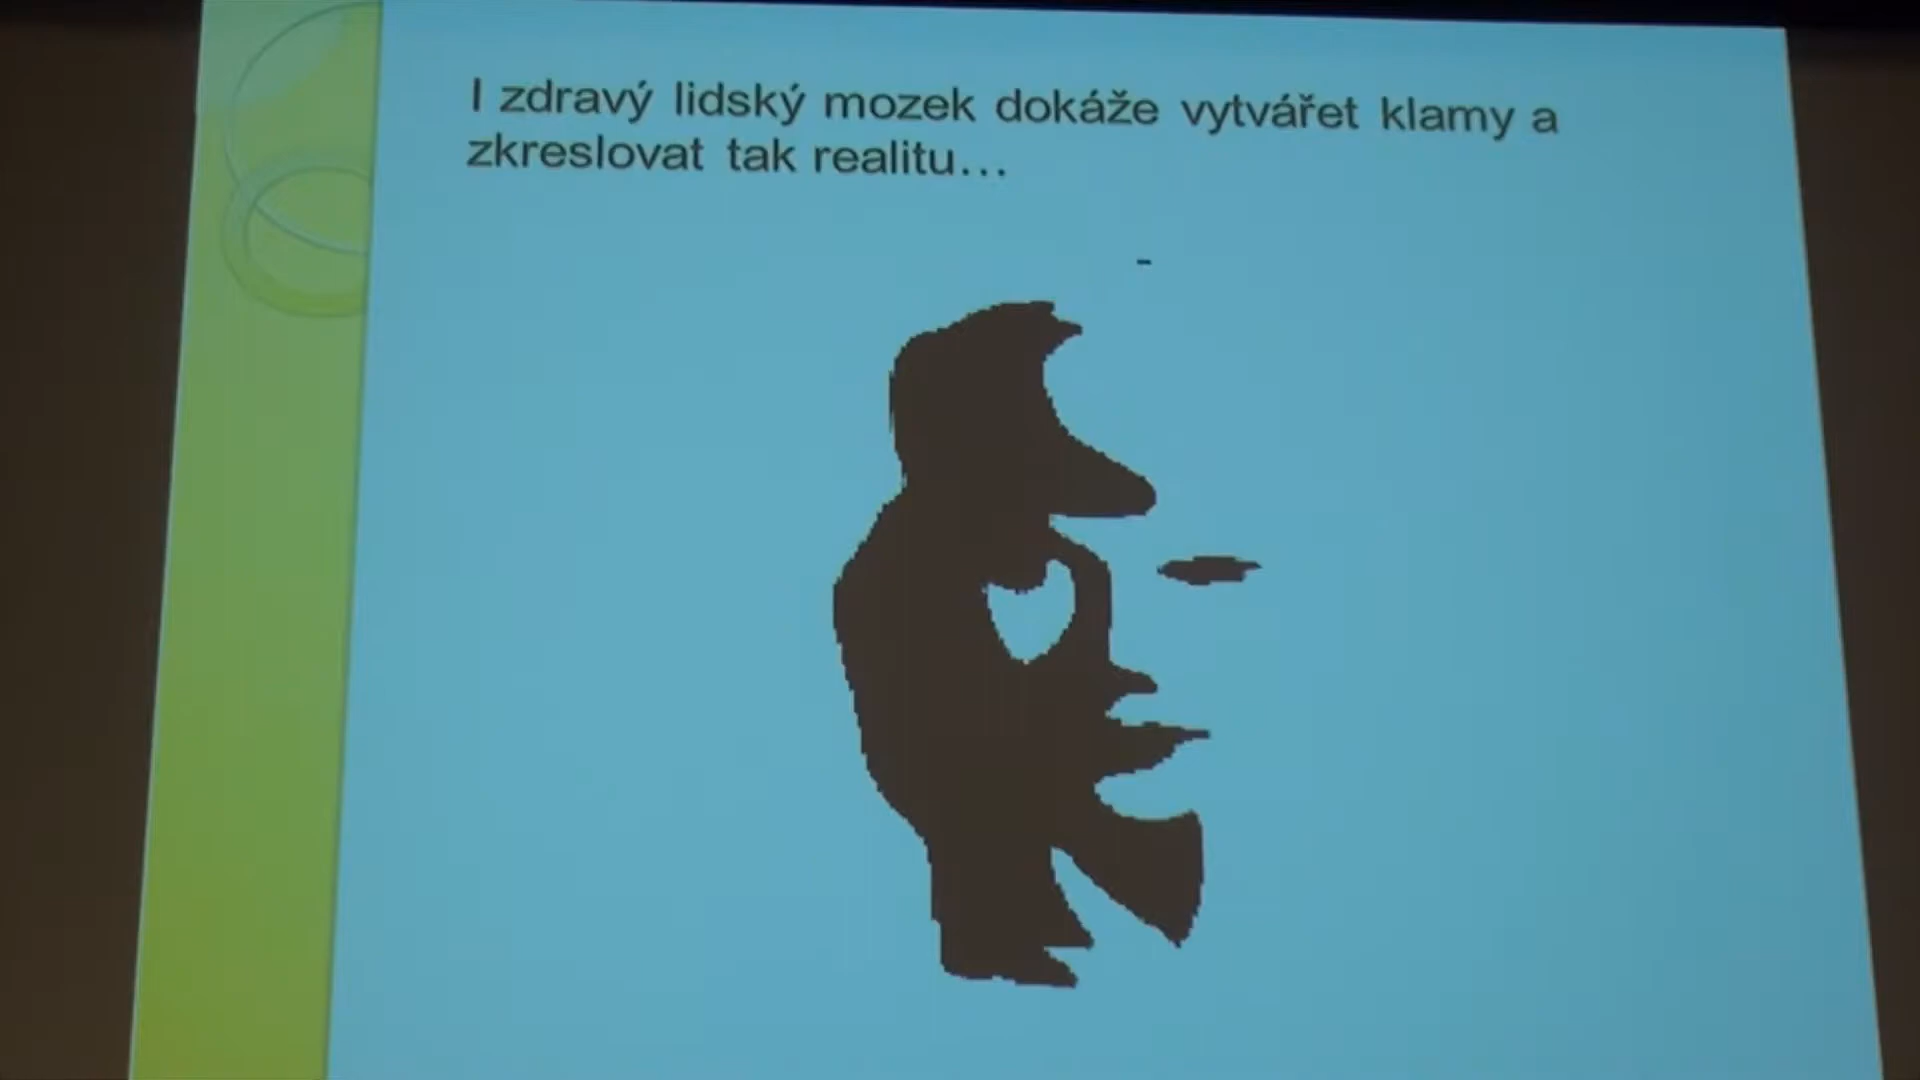 I zdravý lidský mozek dokáže vytvářet klamy a
zkreslovat tak realitu…
-